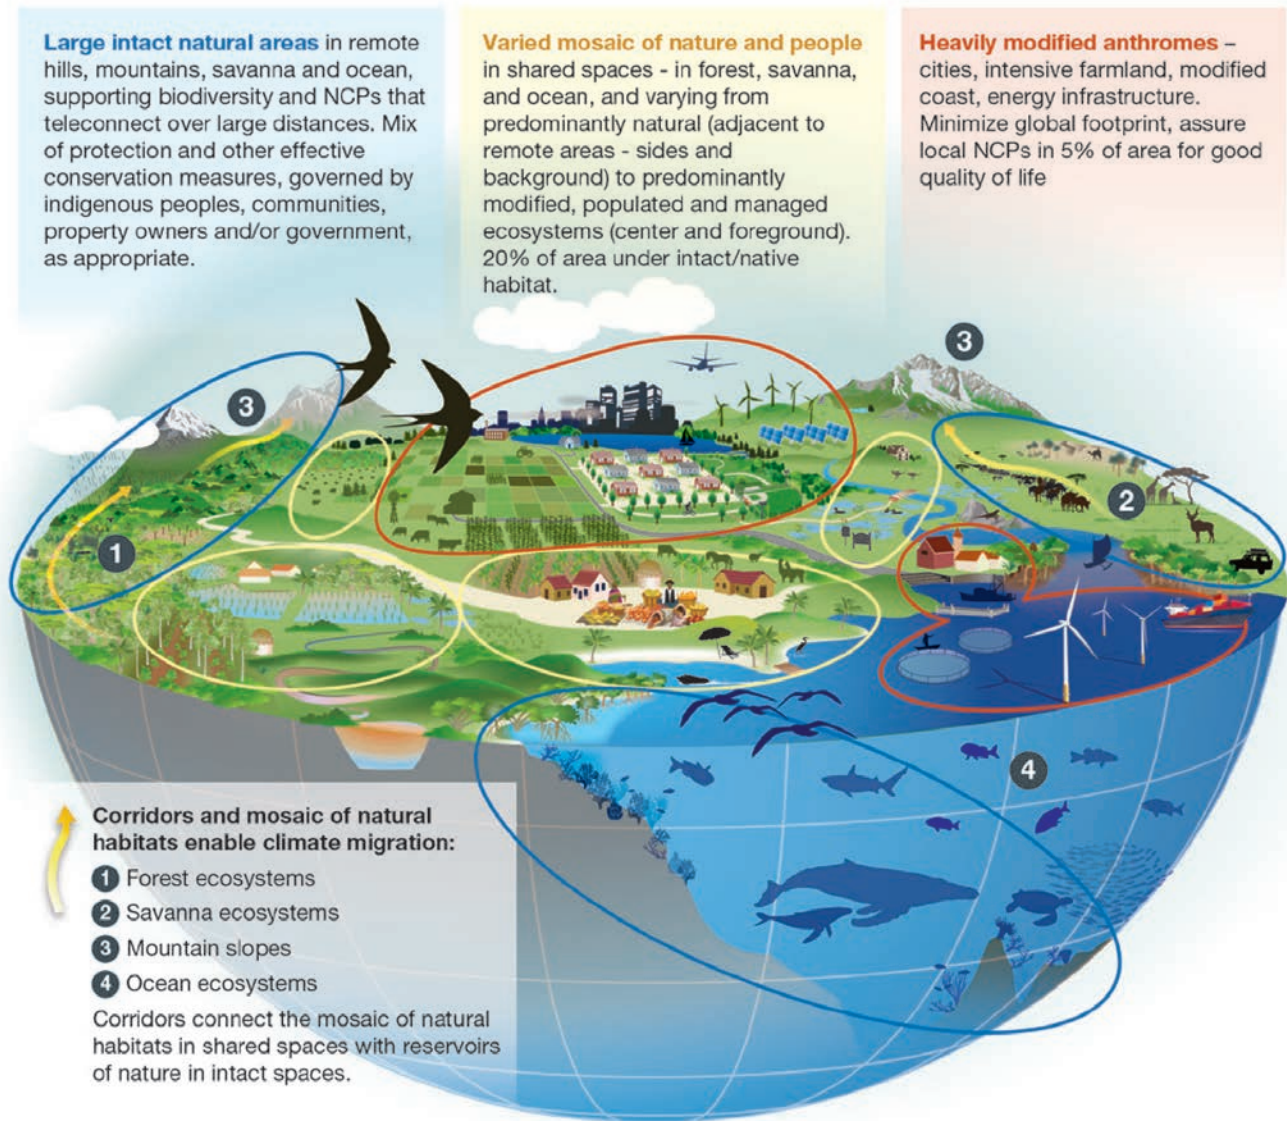 Large intact natural areas in remote
hills, mountains, savanna and ocean,
supporting biodiversity and NCPs that
teleconnect over large distances. Mix
of protection and other effective
conservation measures, governed by
indigenous peoples, communities,
property owners and/or government,
as appropriate.
Varied mosaic of nature and people
in shared spaces - in forest, savanna,
and ocean, and varying from
predominantly natural (adjacent to
remote areas - sides and
background) to predominantly
modified, populated and managed
ecosystems (center and foreground).
20% of area under intact/native
habitat.
Heavily modified anthromes –
cities, intensive farmland, modified
coast, energy infrastructure.
Minimize global footprint, assure
local NCPs in 5% of area for good
quality of life
3
3
2
1
4
Corridors and mosaic of natural
habitats enable climate migration:
1 Forest ecosystems
2 Savanna ecosystems
3 Mountain slopes
4 Ocean ecosystems
Corridors connect the mosaic of natural
habitats in shared spaces with reservoirs
of nature in intact spaces.